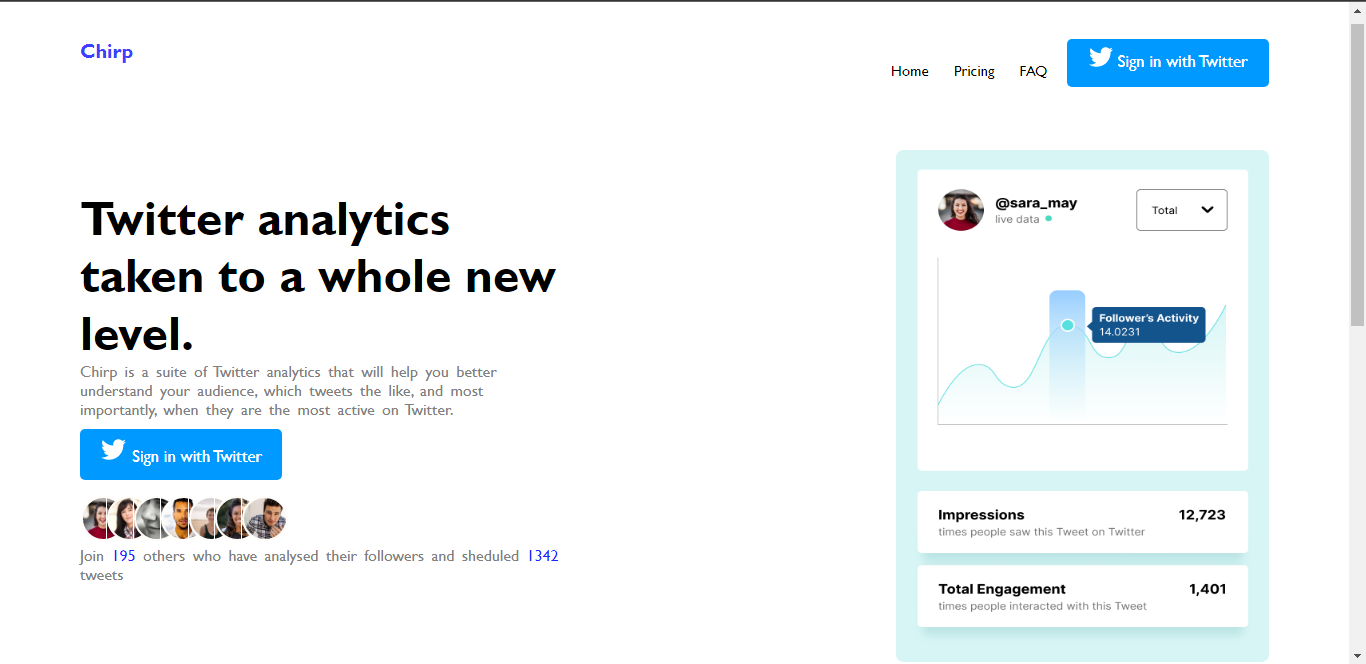 Chirp
Home Pricing FAQ Sign in with Twitter
Twitter analytics
taken to a whole new
level.
Chirp is a suite of Twitter analytics that will help you better
understand your audience, which tweets the like, and most
importantly, when they are the most active on Twitter.
Sign in with Twitter
Join 195 others who have analysed their followers and sheduled 1342
tweets
@sara_may
live data
Total
Follower's Activity
14.0231
Impressions 12,723
times people saw this Tweet on Twitter
Total Engagement 1,401
times people interacted with this Tweet